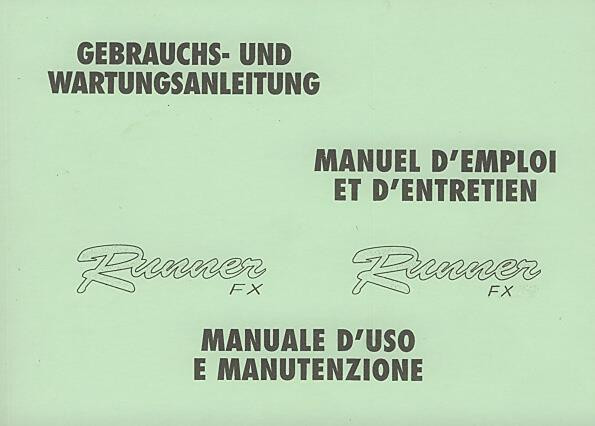 GEBRAUCHS- UND
WARTUNGSANLEITUNG
MANUEL D'EMPLOI
ET D'ENTRETIEN
Runner FX
Runner FX
MANUALE D'USO
E MANUTENZIONE